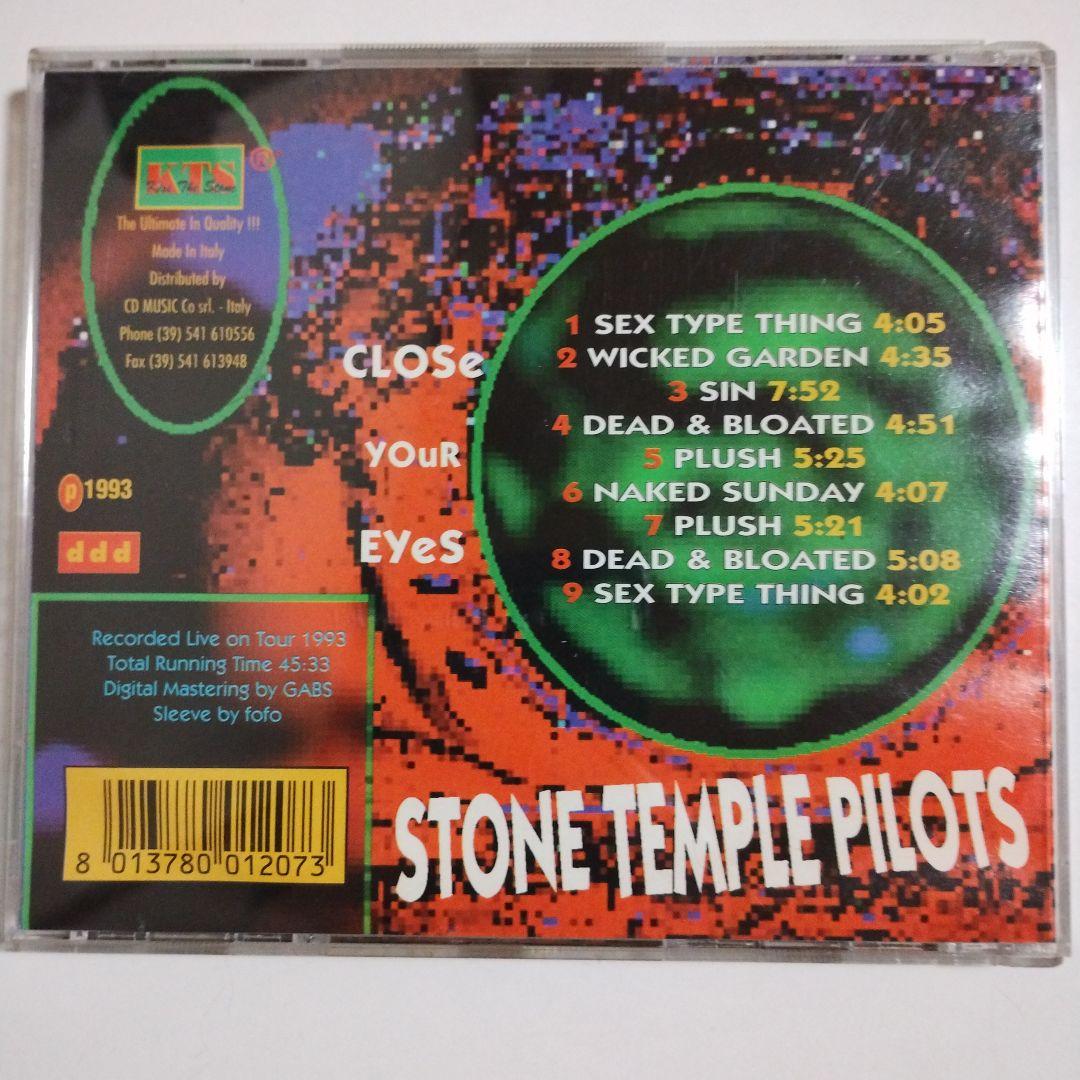 KTS ®
Kiss The Stone
The Ultimate In Quality !!!
Made In Italy
Distributed by
CD MUSIC Co srl. - Italy
Phone (39) 541 610556
Fax (39) 541 613948
p 1993
ddd
CLOSe
YOuR
EYeS
1 SEX TYPE THING 4:05
2 WICKED GARDEN 4:35
3 SIN 7:52
4 DEAD & BLOATED 4:51
5 PLUSH 5:25
6 NAKED SUNDAY 4:07
7 PLUSH 5:21
8 DEAD & BLOATED 5:08
9 SEX TYPE THING 4:02
Recorded Live on Tour 1993
Total Running Time 45:33
Digital Mastering by GABS
Sleeve by fofo
8 013780 012073
STONE TEMPLE PILOTS